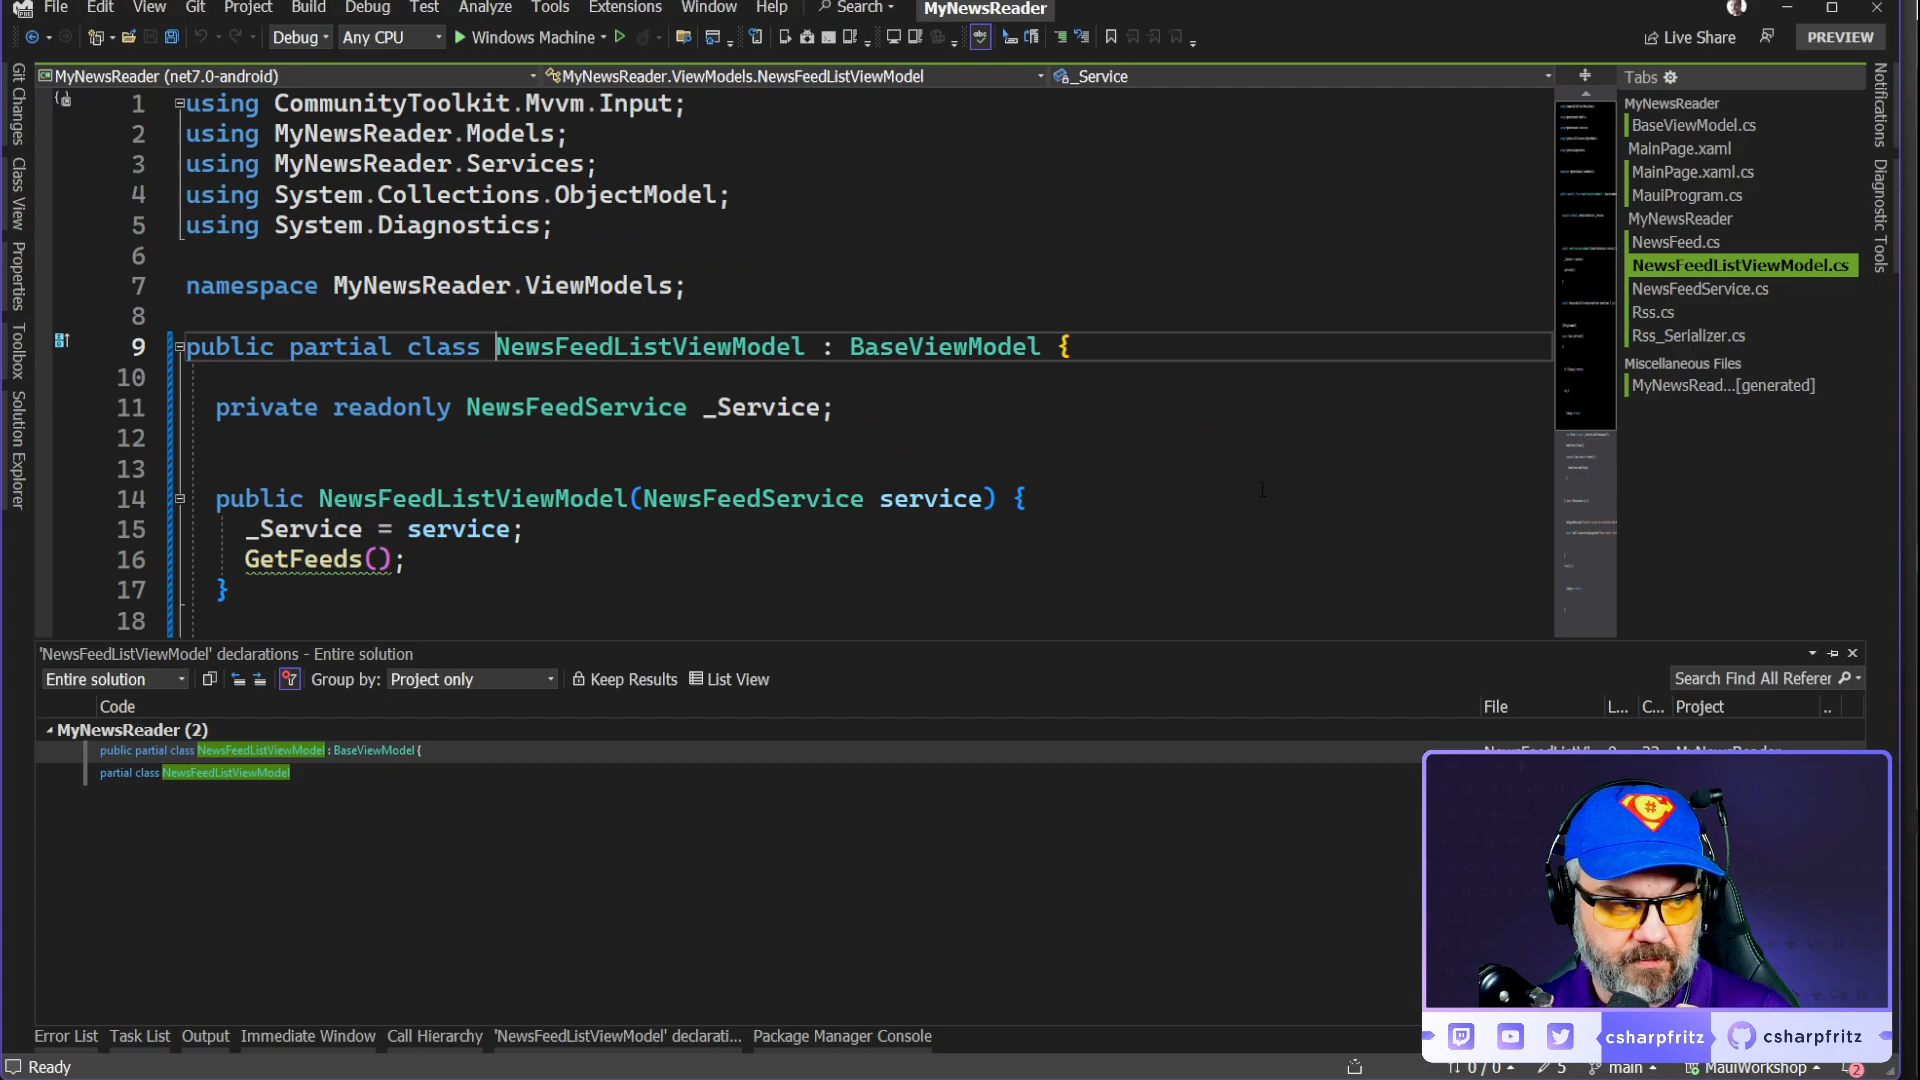 File Edit View Git Project Build Debug Test Analyze Tools Extensions Window Help Search MyNewsReader
Debug Any CPU Windows Machine Live Share PREVIEW
MyNewsReader (net7.0-android) MyNewsReader.ViewModels.NewsFeedListViewModel _Service
1 using CommunityToolkit.Mvvm.Input;
2 using MyNewsReader.Models;
3 using MyNewsReader.Services;
4 using System.Collections.ObjectModel;
5 using System.Diagnostics;
6
7 namespace MyNewsReader.ViewModels;
8
9 public partial class NewsFeedListViewModel : BaseViewModel {
10
11 private readonly NewsFeedService _Service;
12
13
14 public NewsFeedListViewModel(NewsFeedService service) {
15 _Service = service;
16 GetFeeds();
17 }
18
Git Changes
Class View
Properties
Toolbox
Solution Explorer
Tabs
MyNewsReader
BaseViewModel.cs
MainPage.xaml
MainPage.xaml.cs
MauiProgram.cs
MyNewsReader
NewsFeed.cs
NewsFeedListViewModel.cs
NewsFeedService.cs
Rss.cs
Rss_Serializer.cs
Miscellaneous Files
MyNewsRead...[generated]
Notifications
Diagnostic Tools
'NewsFeedListViewModel' declarations - Entire solution
Entire solution Group by: Project only Keep Results List View Search Find All Referer
Code File L... C... Project ..
MyNewsReader (2)
public partial class NewsFeedListViewModel : BaseViewModel {
partial class NewsFeedListViewModel
Error List Task List Output Immediate Window Call Hierarchy 'NewsFeedListViewModel' declarati... Package Manager Console
csharpfritz csharpfritz
Ready 0 / 0 5 main MauiWorkshop 2